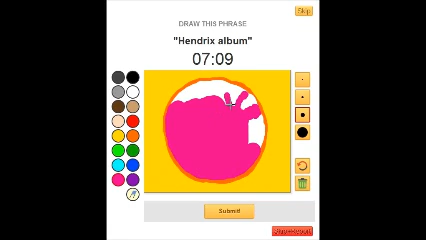 Skip
DRAW THIS PHRASE
"Hendrix album"
07:09
Submit!